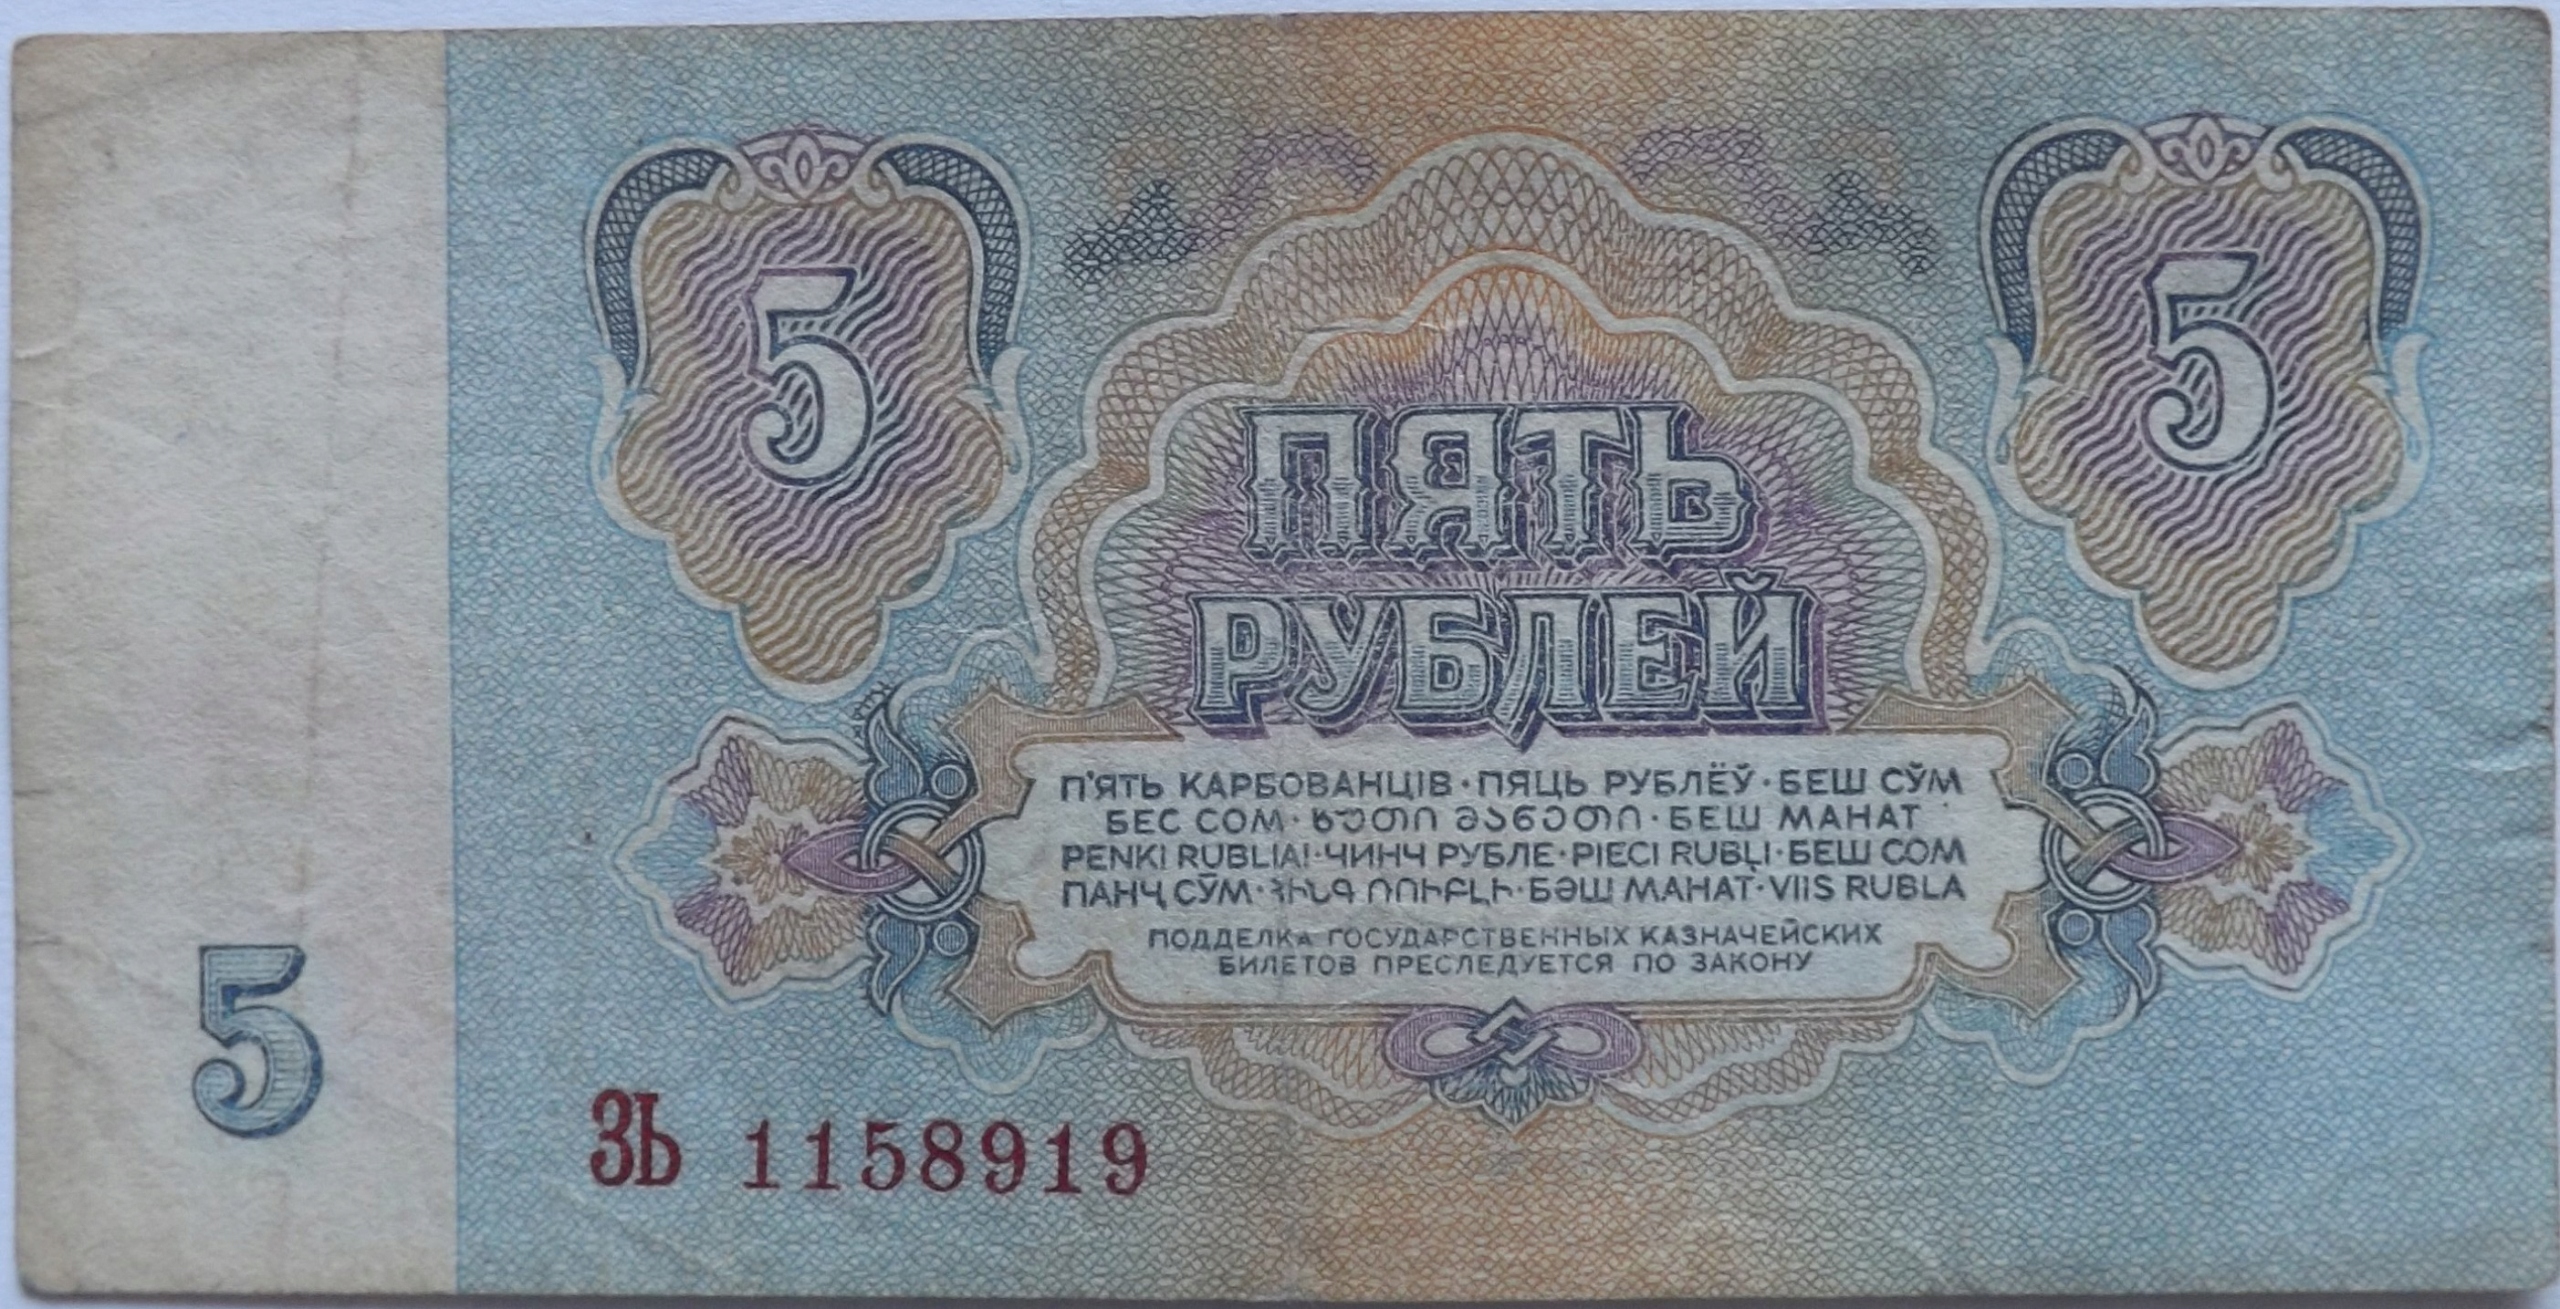 5
5
ПЯТЬ
РУБЛЕЙ
П'ЯТЬ КАРБОВАНЦІВ·ПЯЦЬ РУБЛЁЎ·БЕШ СЎМ
БЕС СОМ·ᲮᲣᲗᲘ ᲛᲐᲜᲔᲗᲘ·БЕШ МАНАТ
PENKI RUBLIAI·ЧИНЧ РУБЛЕ·PIECI RUBĻI·БЕШ СОМ
ПАНҶ СӮМ·ՀԻՆԳ ՌՈՒԲԼԻ·БӘШ МАНАТ·VIIS RUBLA
ПОДДЕЛКА ГОСУДАРСТВЕННЫХ КАЗНАЧЕЙСКИХ
БИЛЕТОВ ПРЕСЛЕДУЕТСЯ ПО ЗАКОНУ
5
ЗЬ 1158919